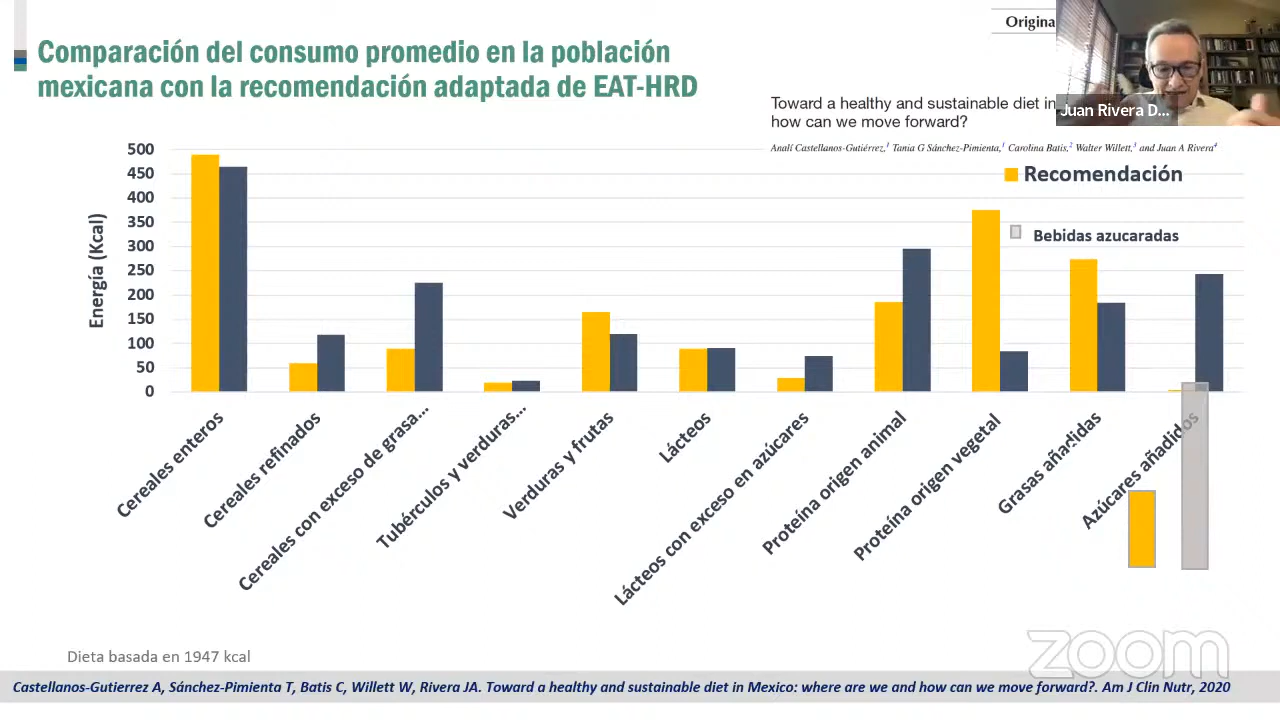 Comparación del consumo promedio en la población
mexicana con la recomendación adaptada de EAT-HRD
Origina
Juan Rivera D...
Toward a healthy and sustainable diet in
how can we move forward?
Analí Castellanos-Gutiérrez,1 Tania G Sánchez-Pimienta,1 Carolina Batis,2 Walter Willett,3 and Juan A Rivera4
Recomendación
Bebidas azucaradas
Energía (Kcal)
500
450
400
350
300
250
200
150
100
50
0
Cereales enteros
Cereales refinados
Cereales con exceso de grasa...
Tubérculos y verduras...
Verduras y frutas
Lácteos
Lácteos con exceso en azúcares
Proteína origen animal
Proteína origen vegetal
Grasas añadidas
Azúcares añadidos
Dieta basada en 1947 kcal
zoom
Castellanos-Gutierrez A, Sánchez-Pimienta T, Batis C, Willett W, Rivera JA. Toward a healthy and sustainable diet in Mexico: where are we and how can we move forward?. Am J Clin Nutr, 2020